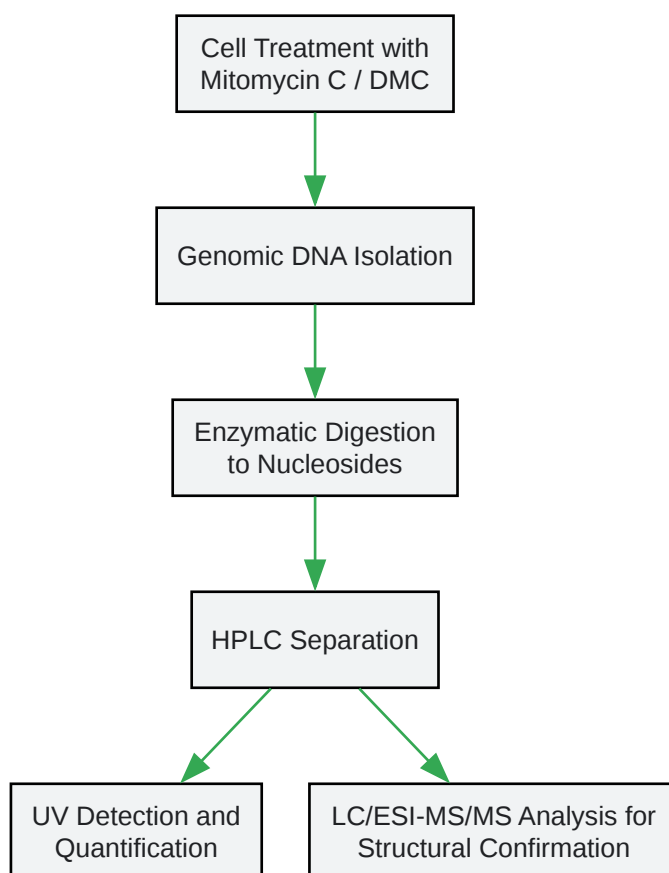 Cell Treatment with
Mitomycin C / DMC
Genomic DNA Isolation
Enzymatic Digestion
to Nucleosides
HPLC Separation
UV Detection and
Quantification
LC/ESI-MS/MS Analysis for
Structural Confirmation